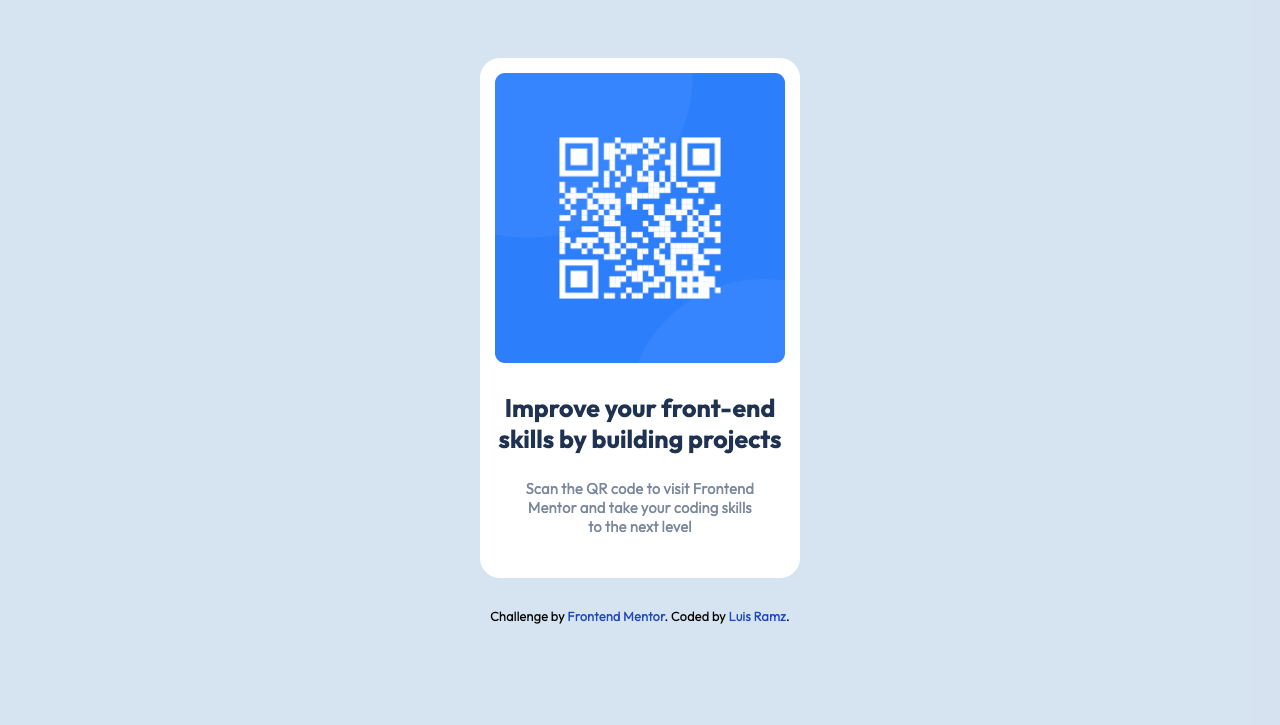 Improve your front-end
skills by building projects
Scan the QR code to visit Frontend
Mentor and take your coding skills
to the next level
Challenge by Frontend Mentor. Coded by Luis Ramz.